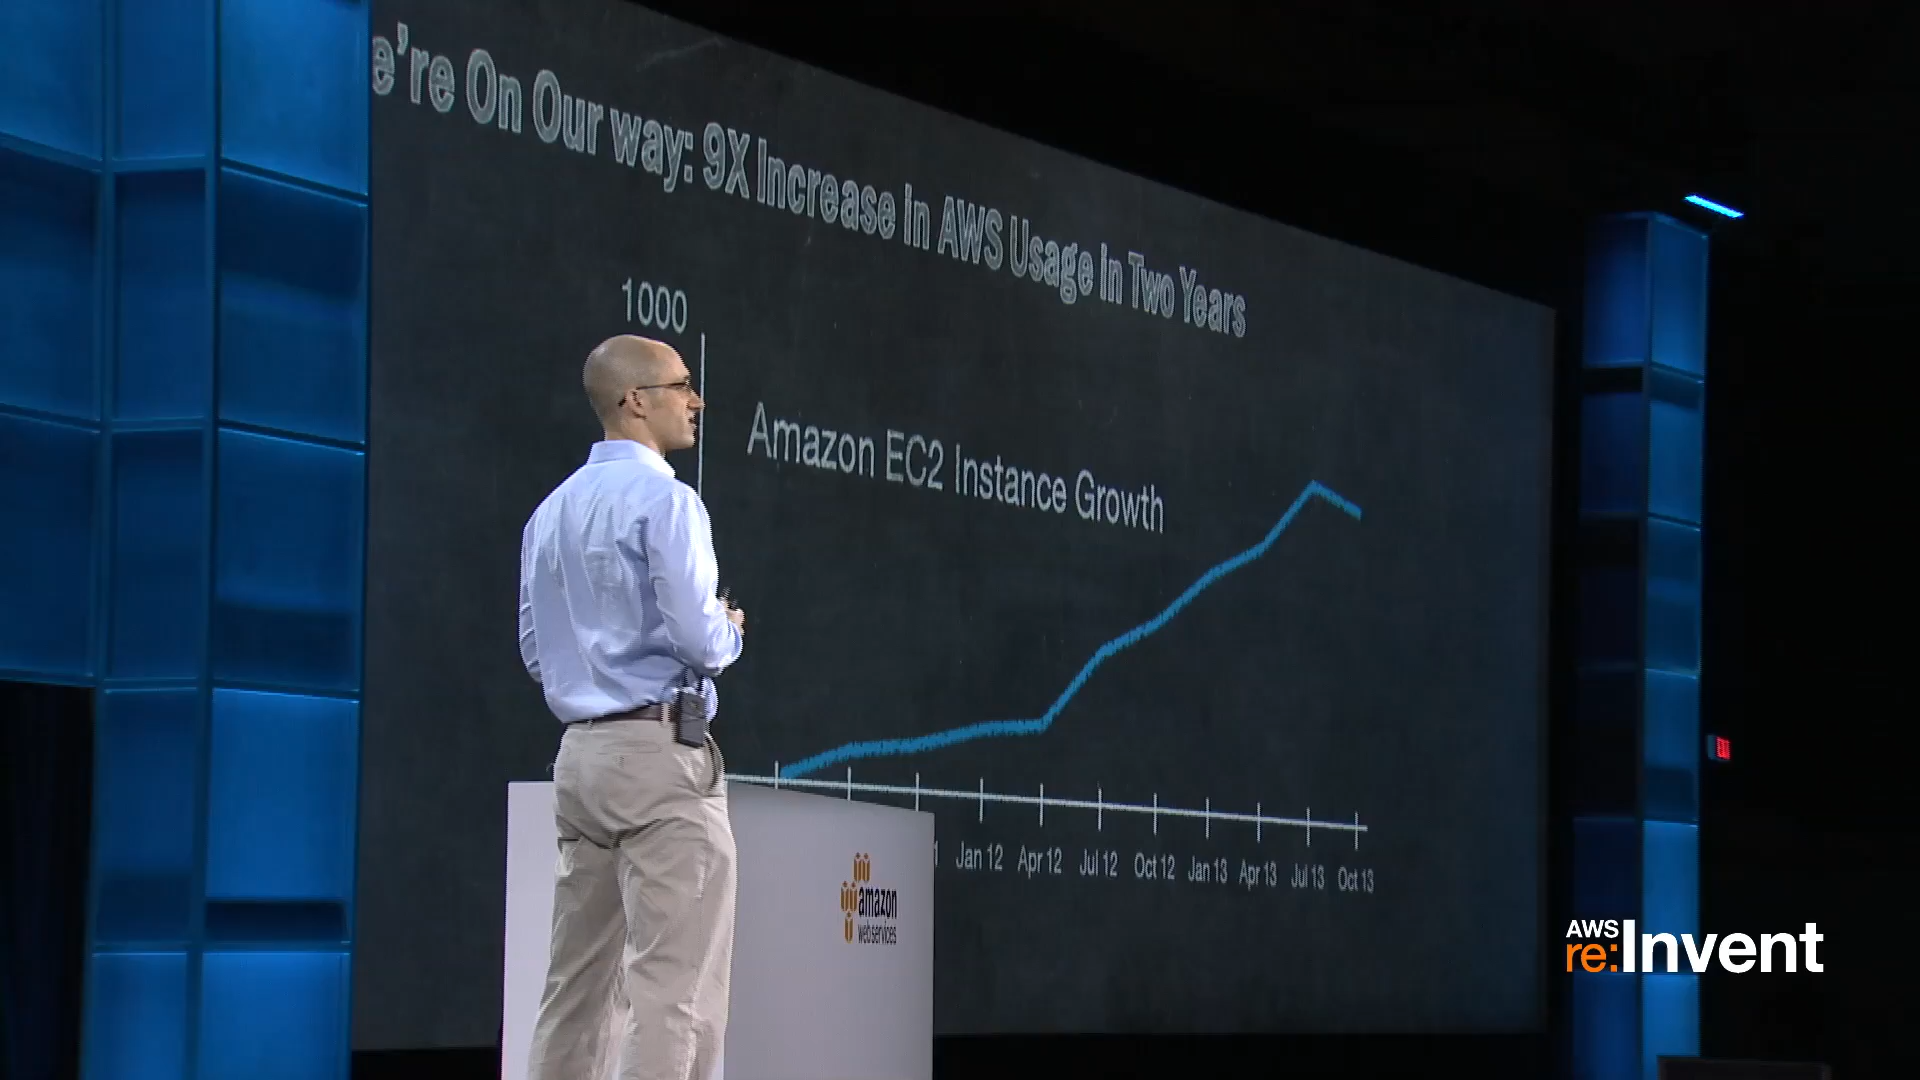 e're On Our way: 9X Increase in AWS Usage in Two Years
1000
Amazon EC2 Instance Growth
1 Jan 12 Apr 12 Jul 12 Oct 12 Jan 13 Apr 13 Jul 13 Oct 13
amazon
webservices
AWS
re:Invent